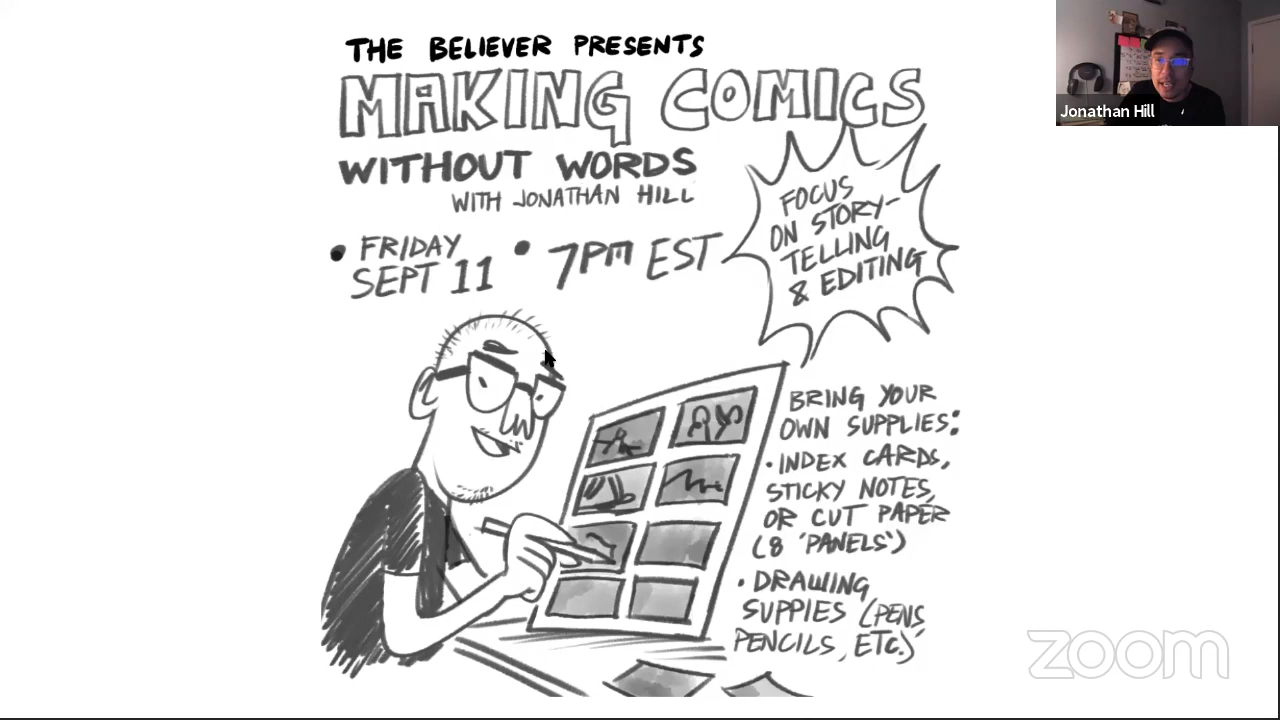 THE BELIEVER PRESENTS
MAKING COMICS
WITHOUT WORDS
WITH JONATHAN HILL
• FRIDAY
SEPT 11
• 7PM EST
FOCUS
ON STORY-
TELLING
& EDITING
BRING YOUR
OWN SUPPLIES:
• INDEX CARDS,
STICKY NOTES,
OR CUT PAPER
(8 'PANELS')
• DRAWING
SUPPIES (PENS,
PENCILS, ETC.)
Jonathan Hill
zoom